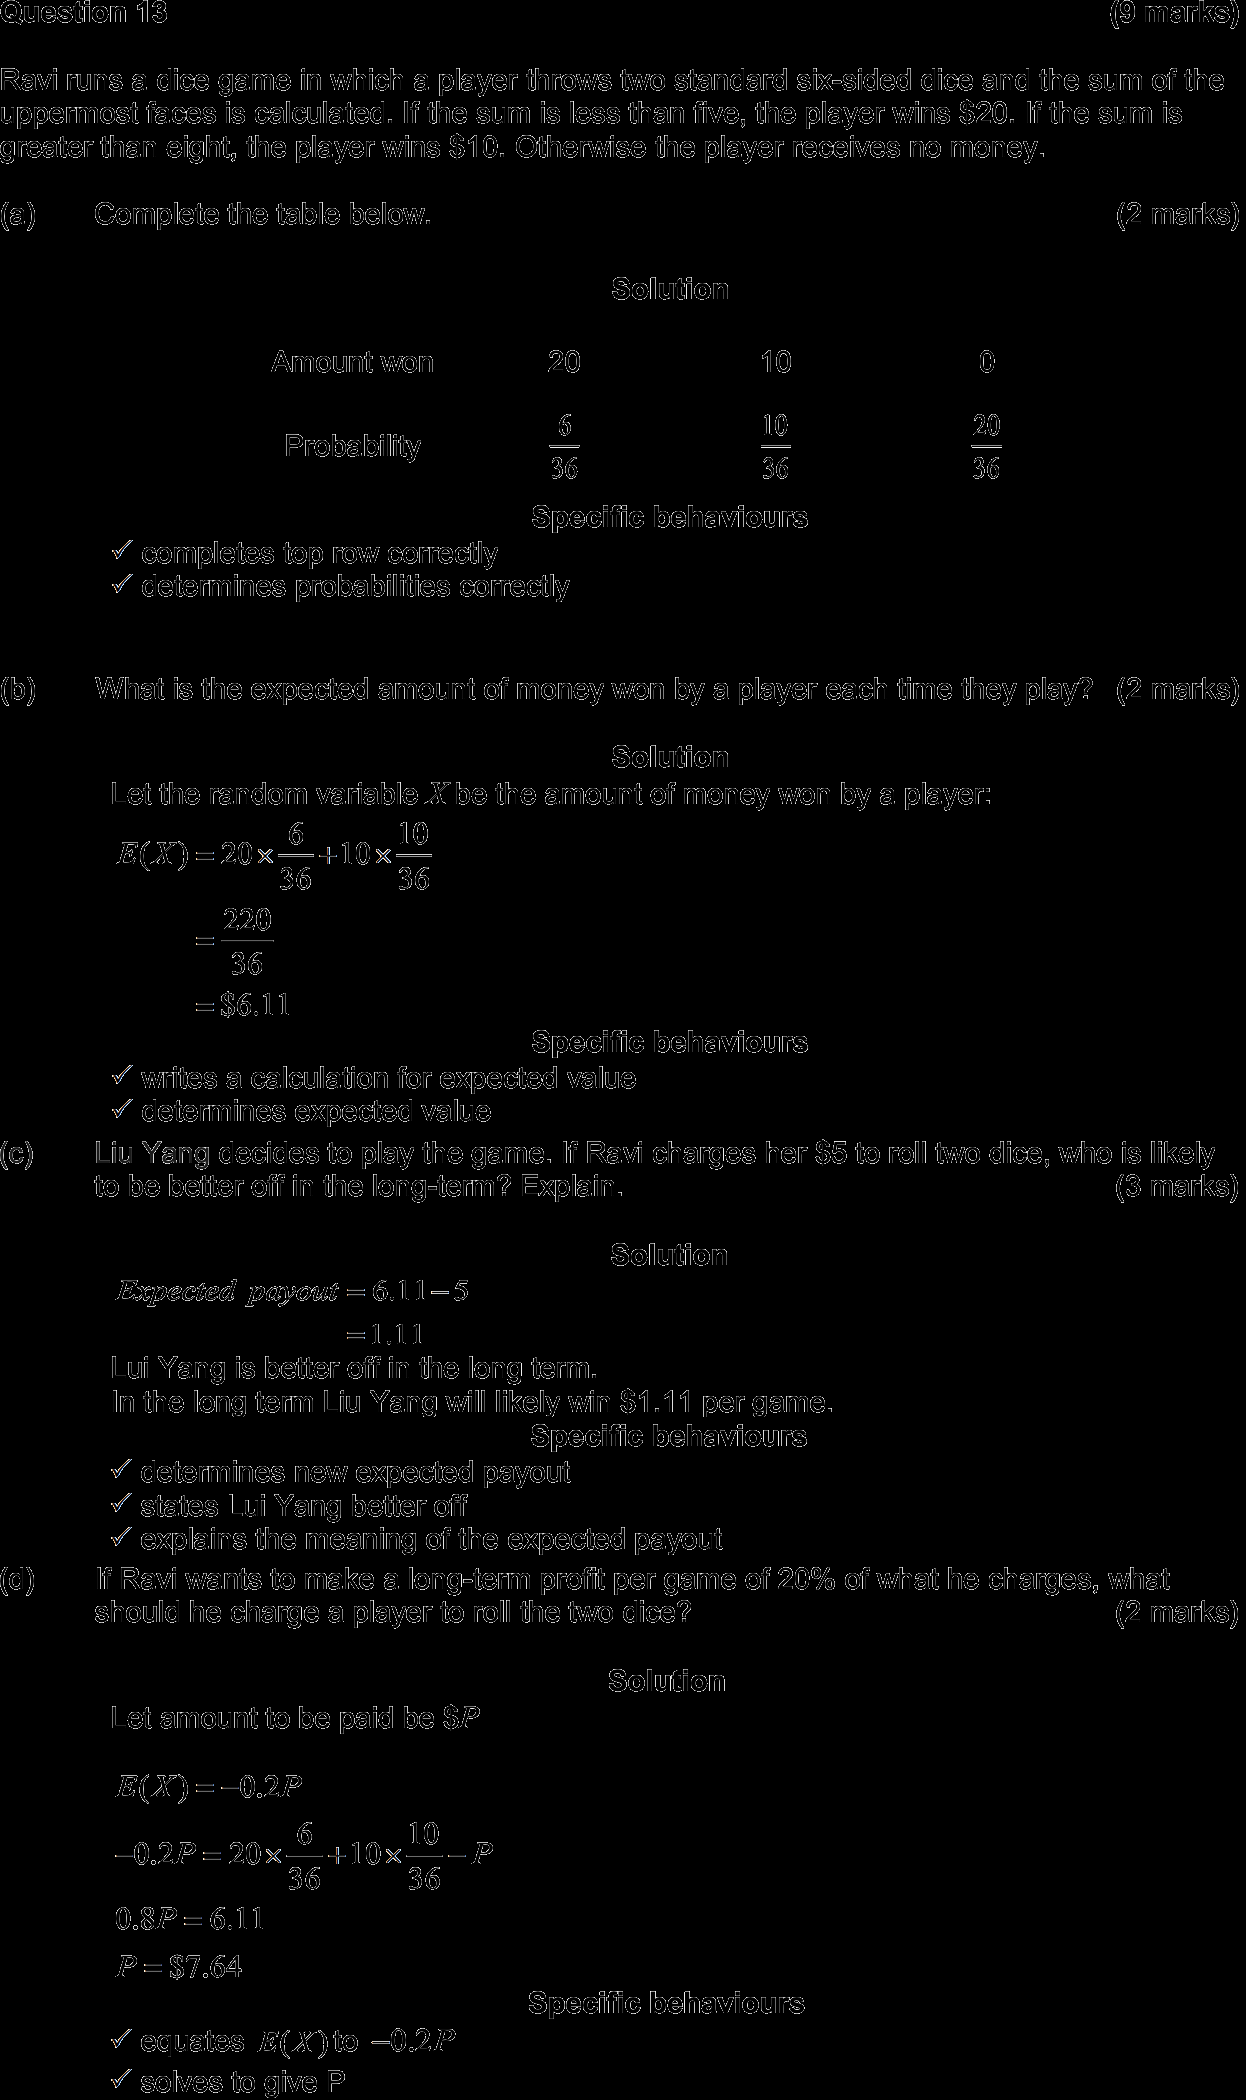 Question 13 (9 marks)
Ravi runs a dice game in which a player throws two standard six-sided dice and the sum of the
uppermost faces is calculated. If the sum is less than five, the player wins $20. If the sum is
greater than eight, the player wins $10. Otherwise the player receives no money.
(a) Complete the table below. (2 marks)
Solution
Amount won 20 10 0
Probability 6/36 10/36 20/36
Specific behaviours
✓ completes top row correctly
✓ determines probabilities correctly
(b) What is the expected amount of money won by a player each time they play? (2 marks)
Solution
Let the random variable X be the amount of money won by a player:
E(X) = 20 × 6/36 + 10 × 10/36
= 220/36
= $6.11
Specific behaviours
✓ writes a calculation for expected value
✓ determines expected value
(c) Liu Yang decides to play the game. If Ravi charges her $5 to roll two dice, who is likely
to be better off in the long-term? Explain. (3 marks)
Solution
Expected payout = 6.11 − 5
= 1.11
Lui Yang is better off in the long term.
In the long term Liu Yang will likely win $1.11 per game.
Specific behaviours
✓ determines new expected payout
✓ states Lui Yang better off
✓ explains the meaning of the expected payout
(d) If Ravi wants to make a long-term profit per game of 20% of what he charges, what
should he charge a player to roll the two dice? (2 marks)
Solution
Let amount to be paid be $P
E(X) = −0.2P
−0.2P = 20 × 6/36 + 10 × 10/36 − P
0.8P = 6.11
P = $7.64
Specific behaviours
✓ equates E(X) to −0.2P
✓ solves to give P